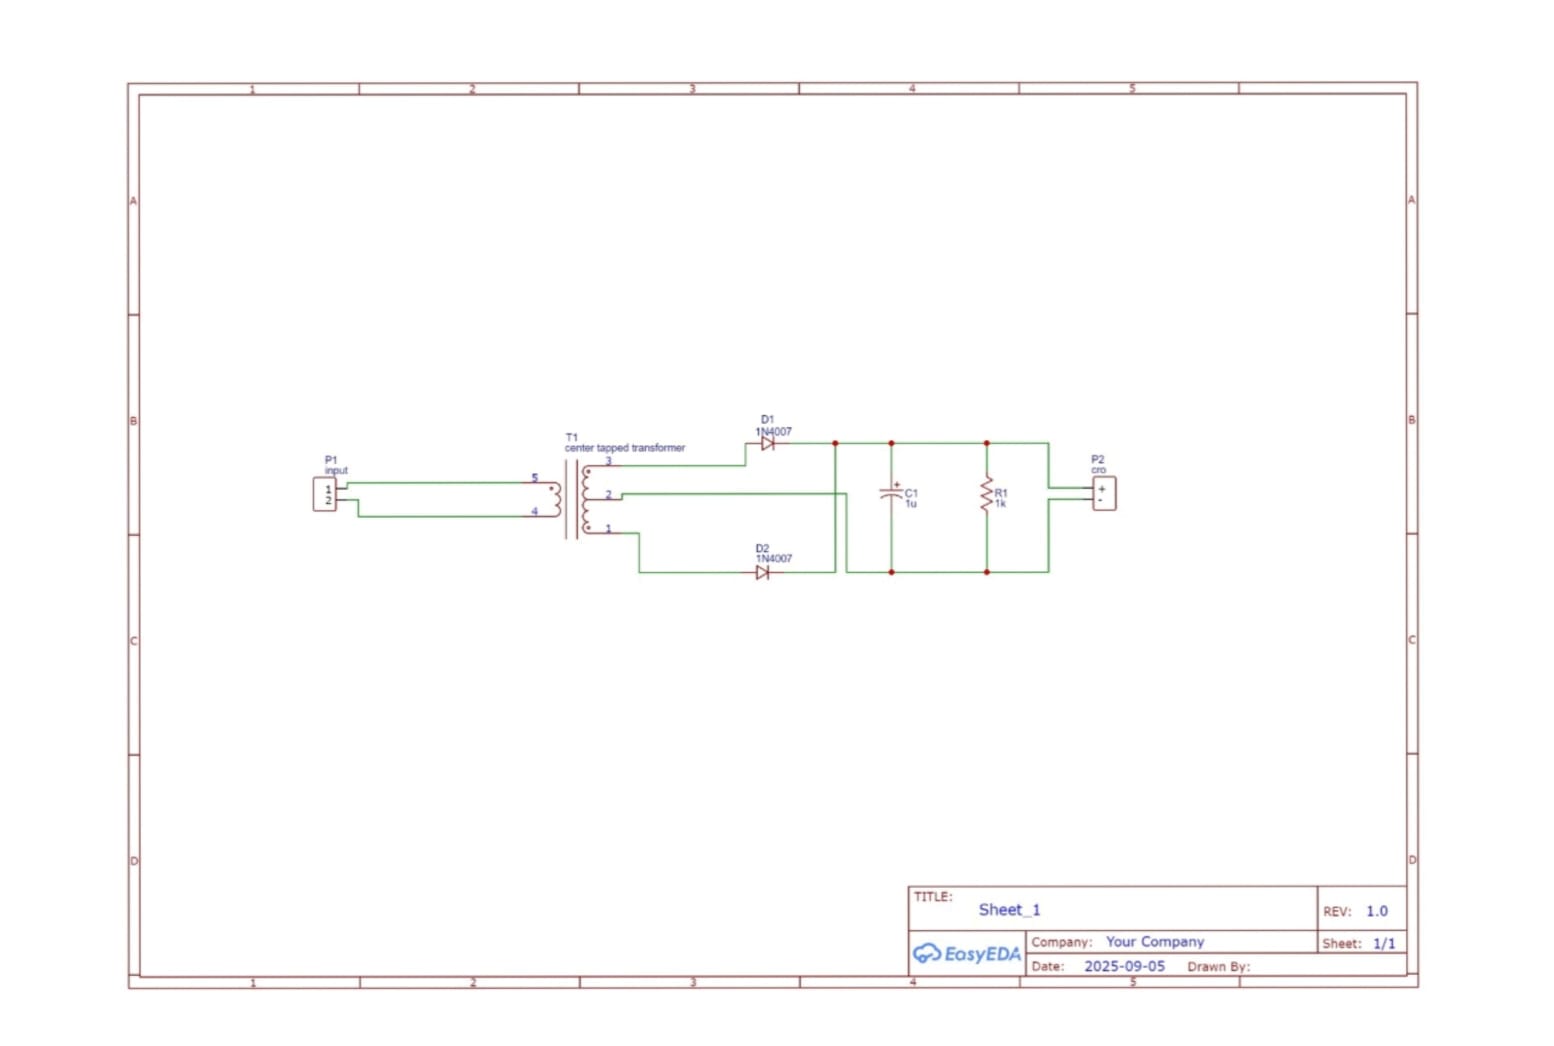 1 2 3 4 5
A A
B B
C C
D D
P1
input
1
2
5
4
T1
center tapped transformer
3
2
1
D1
1N4007
D2
1N4007
C1
1u
+
R1
1k
P2
cro
+
-
TITLE:
Sheet_1
REV: 1.0
EasyEDA
Company: Your Company
Sheet: 1/1
Date: 2025-09-05 Drawn By:
1 2 3 4 5